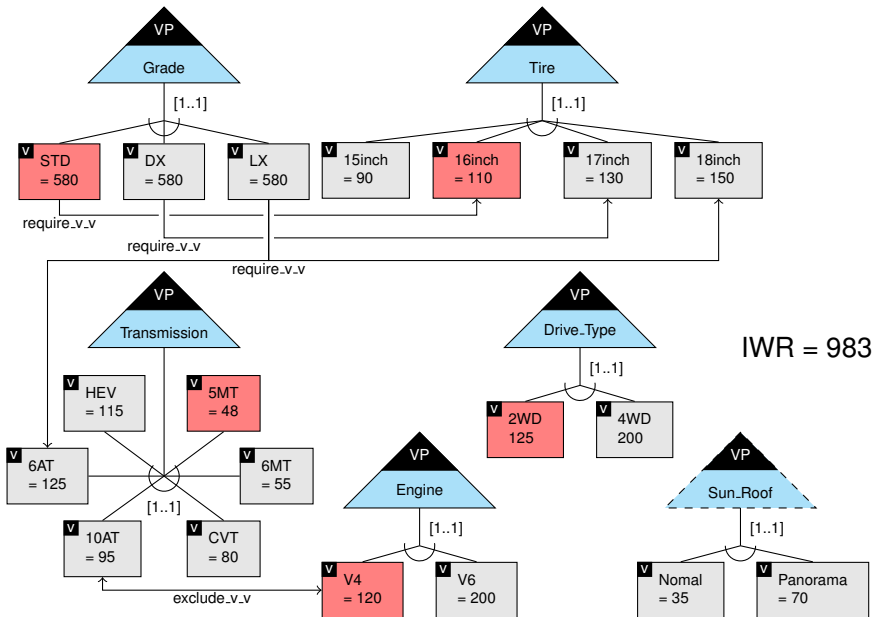 VP
Grade
[1..1]
V
STD
= 580
V
DX
= 580
V
LX
= 580
VP
Tire
[1..1]
V
15inch
= 90
V
16inch
= 110
V
17inch
= 130
V
18inch
= 150
require_v_v
require_v_v
require_v_v
VP
Transmission
V
HEV
= 115
V
5MT
= 48
V
6AT
= 125
V
6MT
= 55
[1..1]
V
10AT
= 95
V
CVT
= 80
exclude_v_v
VP
Drive_Type
[1..1]
V
2WD
125
V
4WD
200
IWR = 983
VP
Engine
[1..1]
V
V4
= 120
V
V6
= 200
VP
Sun_Roof
[1..1]
V
Nomal
= 35
V
Panorama
= 70